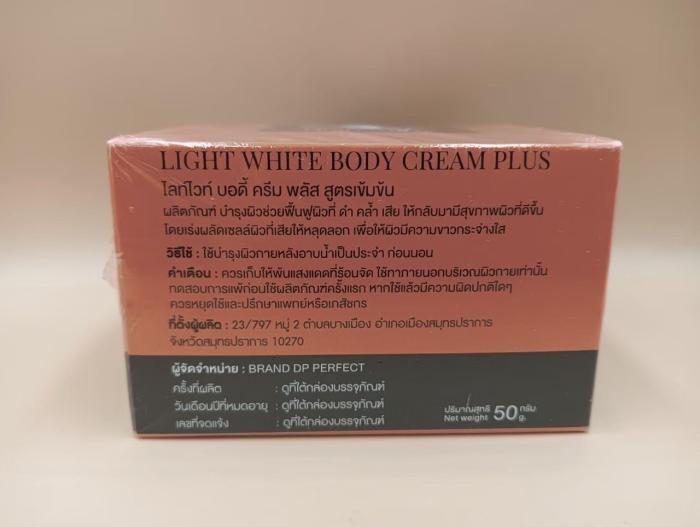 LIGHT WHITE BODY CREAM PLUS
ไลท์ไวท์ บอดี้ ครีม พลัส สูตรเข้มข้น
ผลิตภัณฑ์ บำรุงผิวช่วยฟื้นฟูผิวที่ ดำ คล้ำ เสีย ให้กลับมามีสุขภาพผิวที่ดีขึ้น
โดยเร่งผลัดเซลล์ผิวที่เสียให้หลุดลอก เพื่อให้ผิวมีความขาวกระจ่างใส
วิธีใช้ : ใช้บำรุงผิวกายหลังอาบน้ำเป็นประจำ ก่อนนอน
คำเตือน : ควรเก็บให้พ้นแสงแดดที่ร้อนจัด ใช้ทาภายนอกบริเวณผิวกายเท่านั้น
ทดสอบการแพ้ก่อนใช้ผลิตภัณฑ์ครั้งแรก หากใช้แล้วมีความผิดปกติใดๆ
ควรหยุดใช้และปรึกษาแพทย์หรือเภสัชกร
ที่ตั้งผู้ผลิต : 23/797 หมู่ 2 ตำบลบางเมือง อำเภอเมืองสมุทรปราการ
จังหวัดสมุทรปราการ 10270
ผู้จัดจำหน่าย : BRAND DP PERFECT
ครั้งที่ผลิต : ดูที่ใต้กล่องบรรจุภัณฑ์
วันเดือนปีที่หมดอายุ : ดูที่ใต้กล่องบรรจุภัณฑ์
เลขที่จดแจ้ง : ดูที่ใต้กล่องบรรจุภัณฑ์
ปริมาณสุทธิ 50 กรัม
Net weight g.